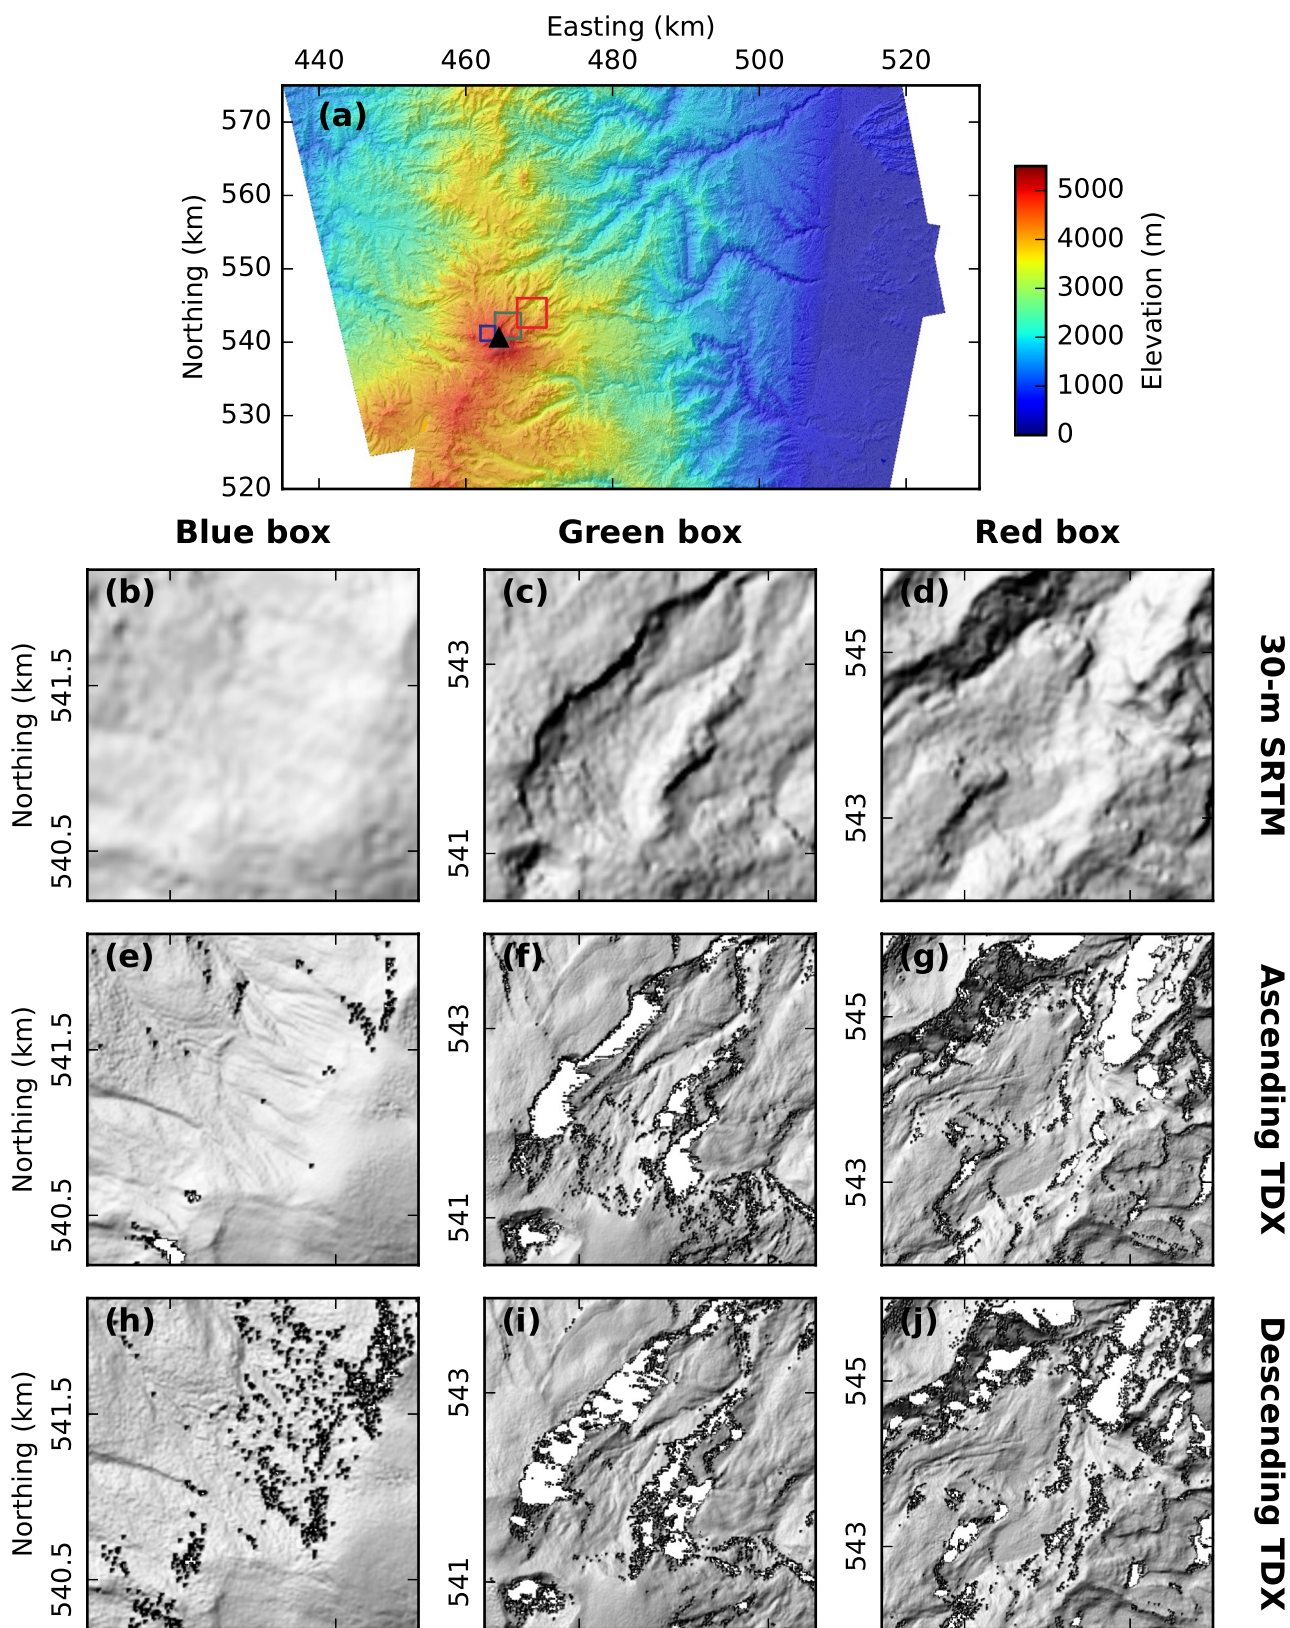 Easting (km)
440 460 480 500 520
(a)
570
560
550
540
530
520
Northing (km)
5000
4000
3000
2000
1000
0
Elevation (m)
Blue box Green box Red box
(b) (c) (d)
Northing (km)
541.5
540.5
543
541
545
543
30-m SRTM
(e) (f) (g)
Northing (km)
541.5
540.5
543
541
545
543
Ascending TDX
(h) (i) (j)
Northing (km)
541.5
540.5
543
541
545
543
Descending TDX